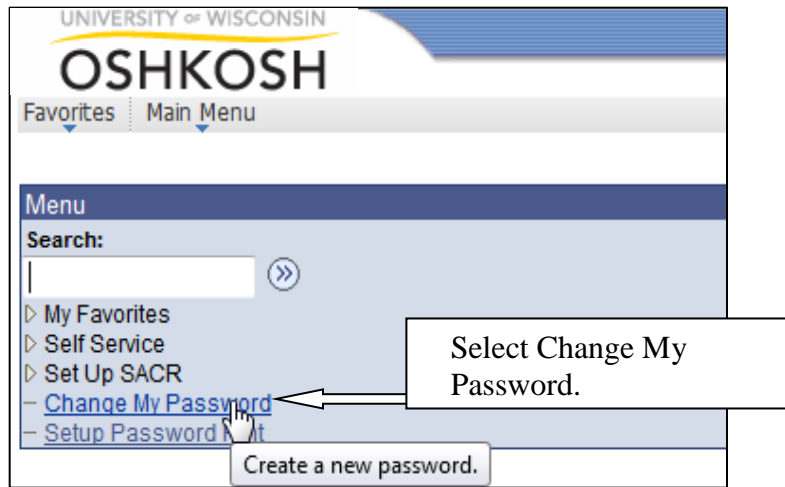 UNIVERSITY OF WISCONSIN
OSHKOSH
Favorites Main Menu
Menu
Search:
My Favorites
Self Service
Set Up SACR
Change My Password
Select Change My
Password.
Setup Password
Create a new password.